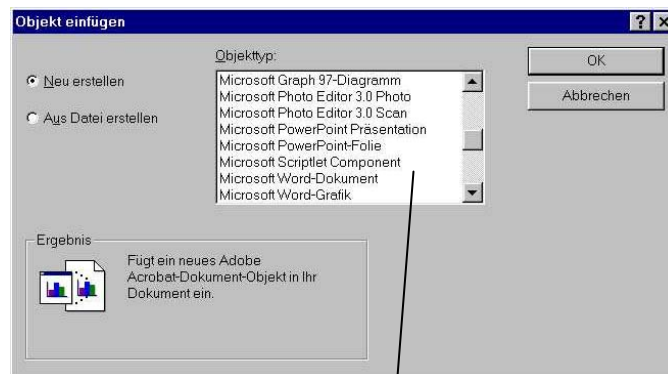 Objekt einfügen
Objekttyp:
Neu erstellen
Aus Datei erstellen
Microsoft Graph 97-Diagramm
Microsoft Photo Editor 3.0 Photo
Microsoft Photo Editor 3.0 Scan
Microsoft PowerPoint Präsentation
Microsoft PowerPoint-Folie
Microsoft Scriptlet Component
Microsoft Word-Dokument
Microsoft Word-Grafik
OK
Abbrechen
Ergebnis
Fügt ein neues Adobe
Acrobat-Dokument-Objekt in Ihr
Dokument ein.